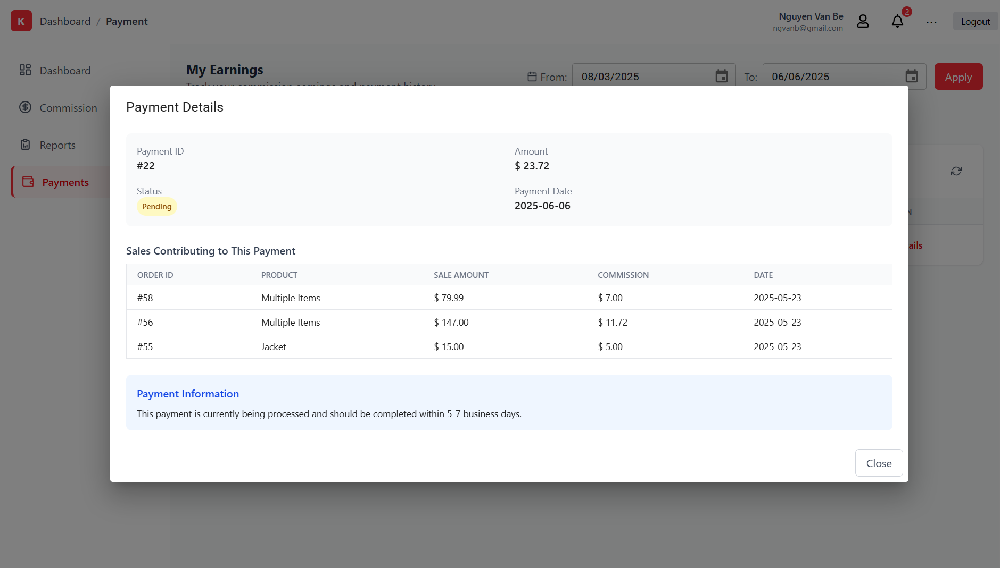 K
Dashboard / Payment
Nguyen Van Be
ngvanb@gmail.com
2
...
Logout
Dashboard
Commission
Reports
Payments
My Earnings
From: 08/03/2025
To: 06/06/2025
Apply
Payment Details
Payment ID
#22
Amount
$ 23.72
Status
Pending
Payment Date
2025-06-06
Sales Contributing to This Payment
ORDER ID PRODUCT SALE AMOUNT COMMISSION DATE
#58 Multiple Items $ 79.99 $ 7.00 2025-05-23
#56 Multiple Items $ 147.00 $ 11.72 2025-05-23
#55 Jacket $ 15.00 $ 5.00 2025-05-23
Payment Information
This payment is currently being processed and should be completed within 5-7 business days.
Close